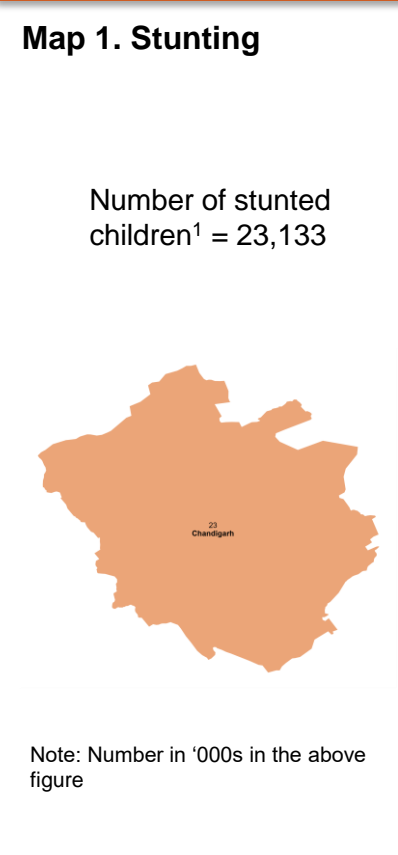 Map 1. Stunting
Number of stunted
children¹ = 23,133
23
Chandigarh
Note: Number in ‘000s in the above
figure